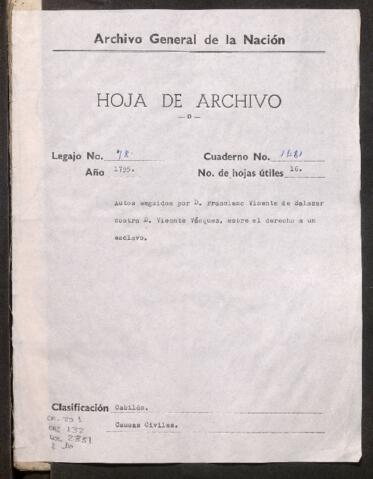 Archivo General de la Nación
HOJA DE ARCHIVO
— o —
Legajo No. 78. Cuaderno No.
Año 1795. No. de hojas útiles 16.
Autos seguidos por D. Francisco Vicente de Salazar
contra D. Vicente Vásquez, sobre el derecho a un
esclavo.
Clasificación Cabildo.
Causas Civiles.
132